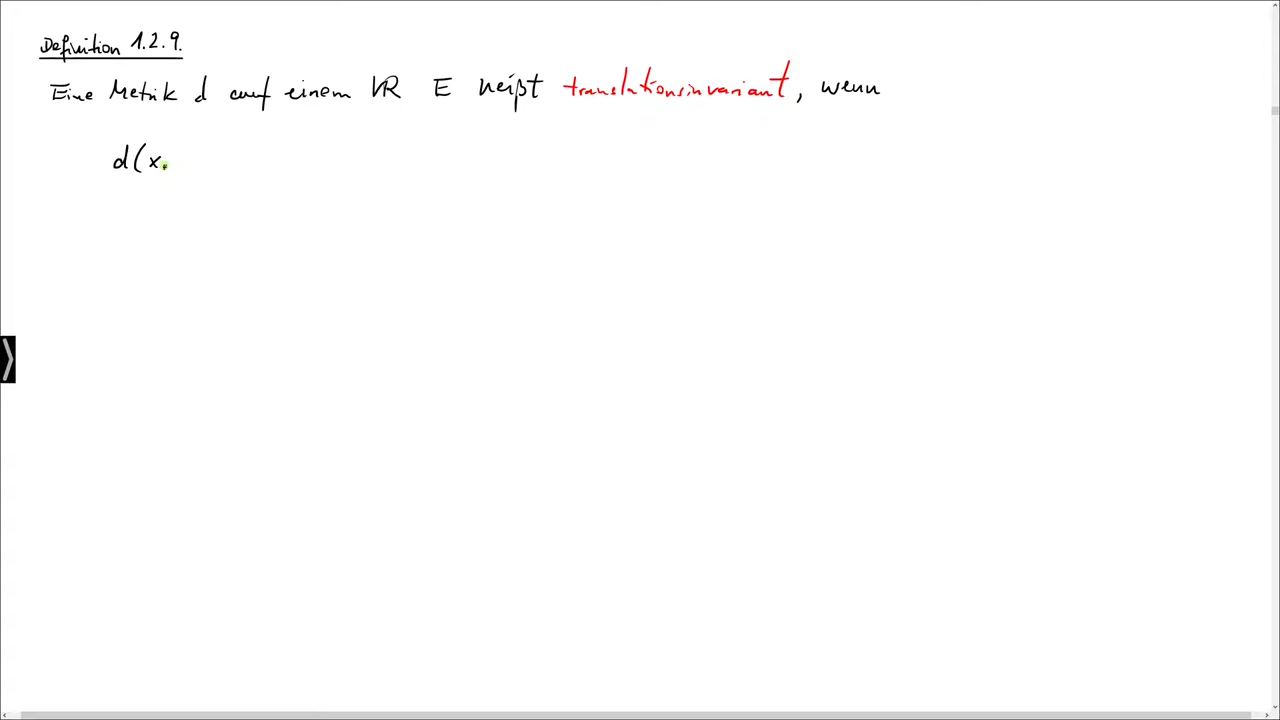 Definition 1.2.9.
Eine Metrik d auf einem VR E heißt translationsinvariant, wenn
d(x